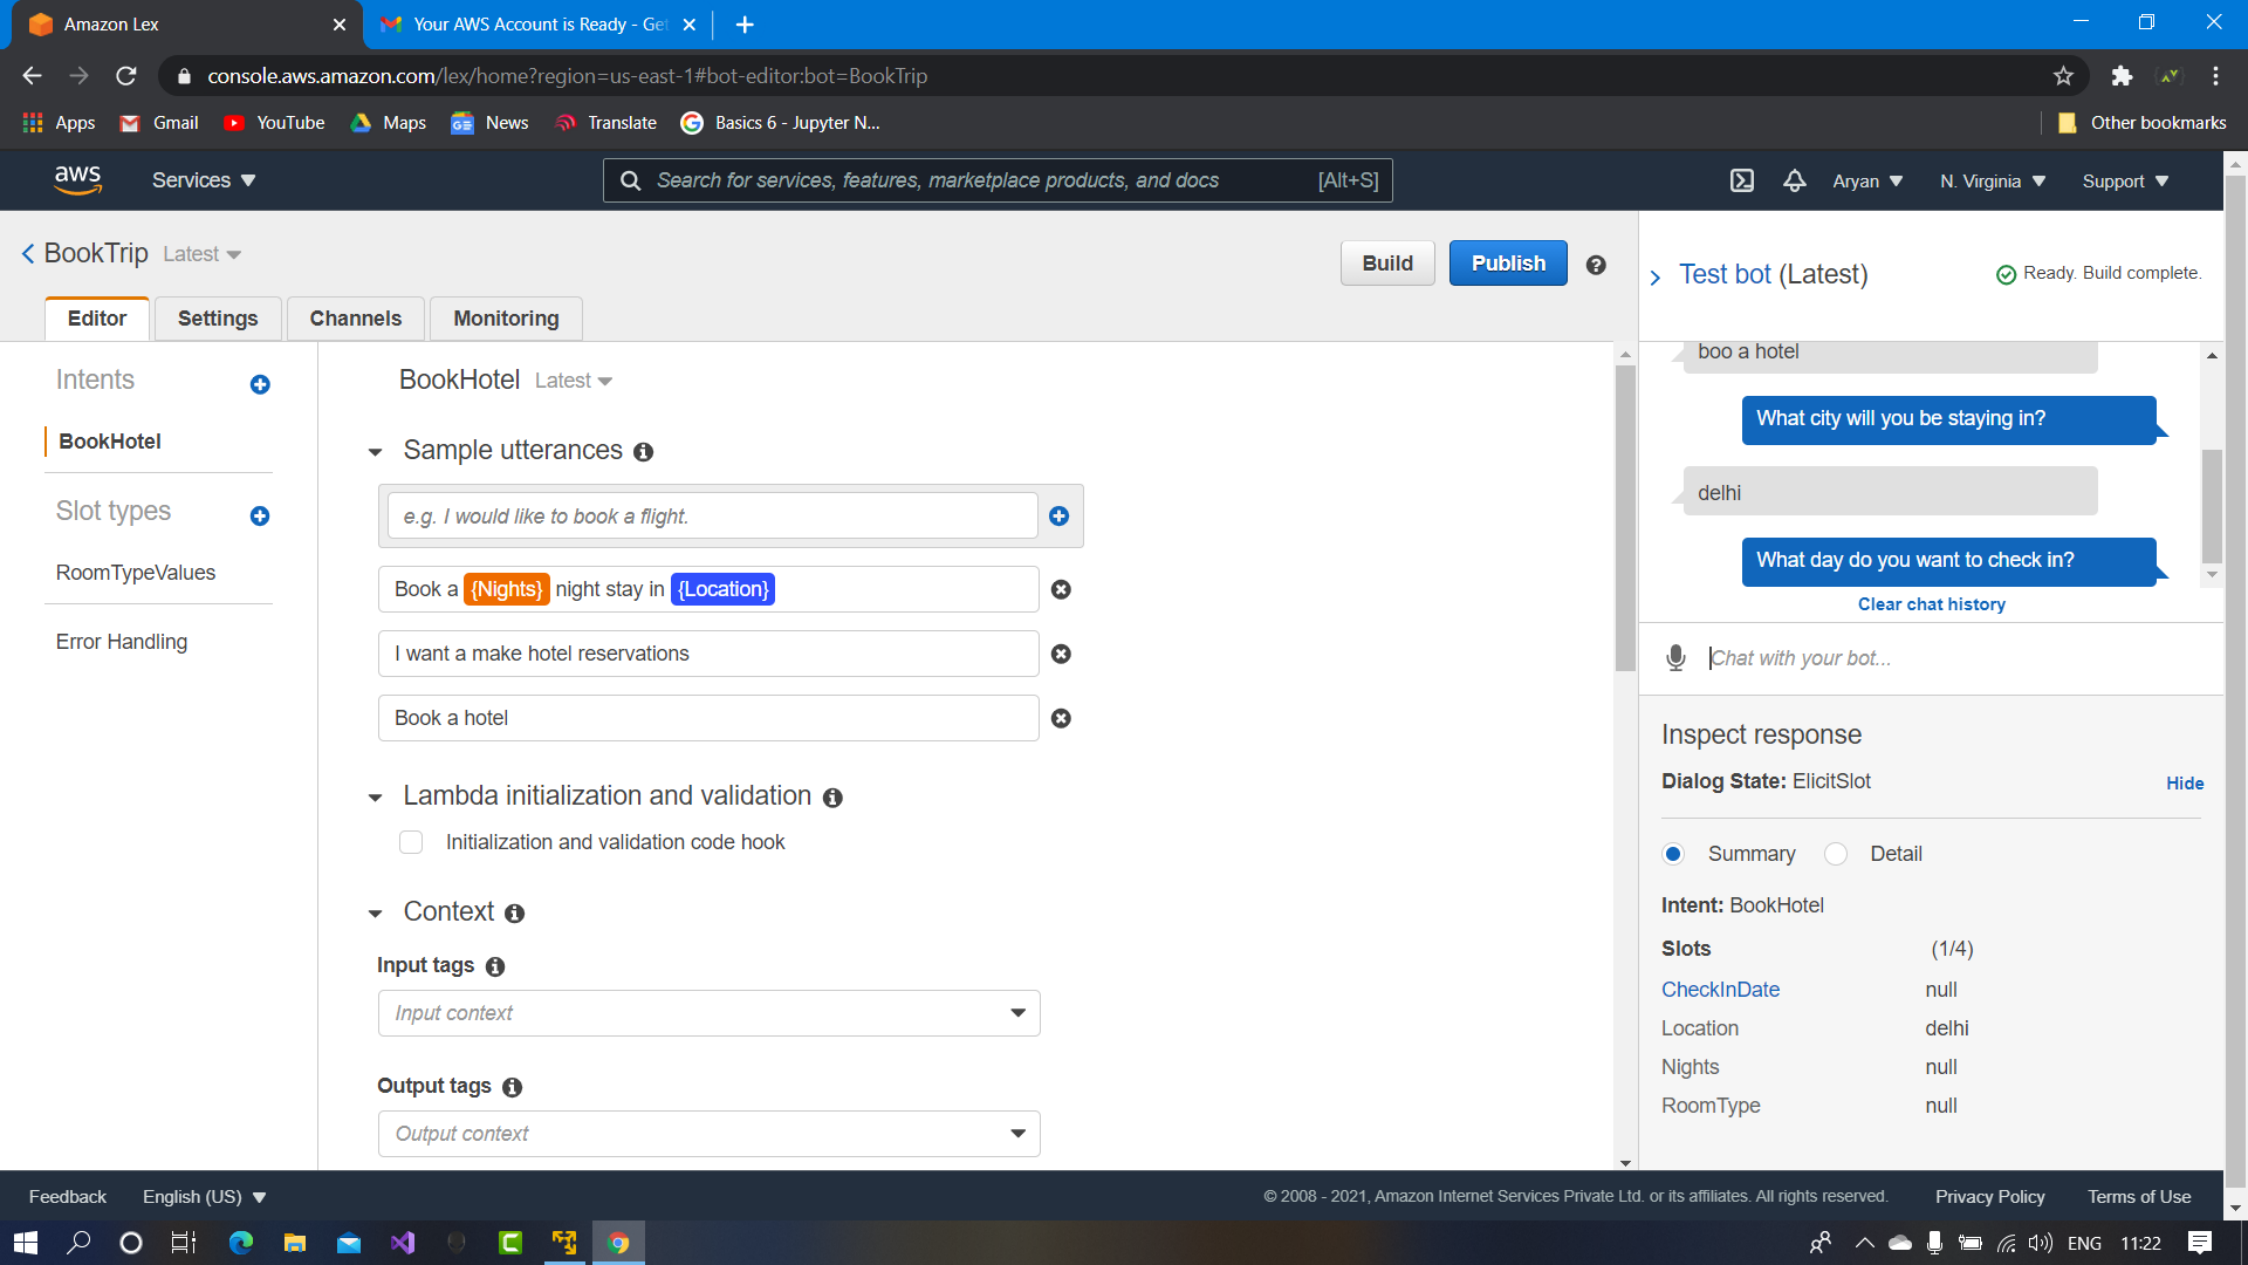 Amazon Lex
Your AWS Account is Ready - Get
console.aws.amazon.com/lex/home?region=us-east-1#bot-editor:bot=BookTrip
Apps Gmail YouTube Maps News Translate Basics 6 - Jupyter N... Other bookmarks
aws Services Search for services, features, marketplace products, and docs [Alt+S] Aryan N. Virginia Support
BookTrip Latest
Build Publish
Editor Settings Channels Monitoring
Intents
BookHotel
Slot types
RoomTypeValues
Error Handling
BookHotel Latest
Sample utterances
e.g. I would like to book a flight.
Book a {Nights} night stay in {Location}
I want a make hotel reservations
Book a hotel
Lambda initialization and validation
Initialization and validation code hook
Context
Input tags
Input context
Output tags
Output context
Test bot (Latest)
Ready. Build complete.
boo a hotel
What city will you be staying in?
delhi
What day do you want to check in?
Clear chat history
Chat with your bot...
Inspect response
Dialog State: ElicitSlot
Hide
Summary Detail
Intent: BookHotel
Slots (1/4)
CheckInDate null
Location delhi
Nights null
RoomType null
Feedback English (US) © 2008 - 2021, Amazon Internet Services Private Ltd. or its affiliates. All rights reserved. Privacy Policy Terms of Use
ENG 11:22